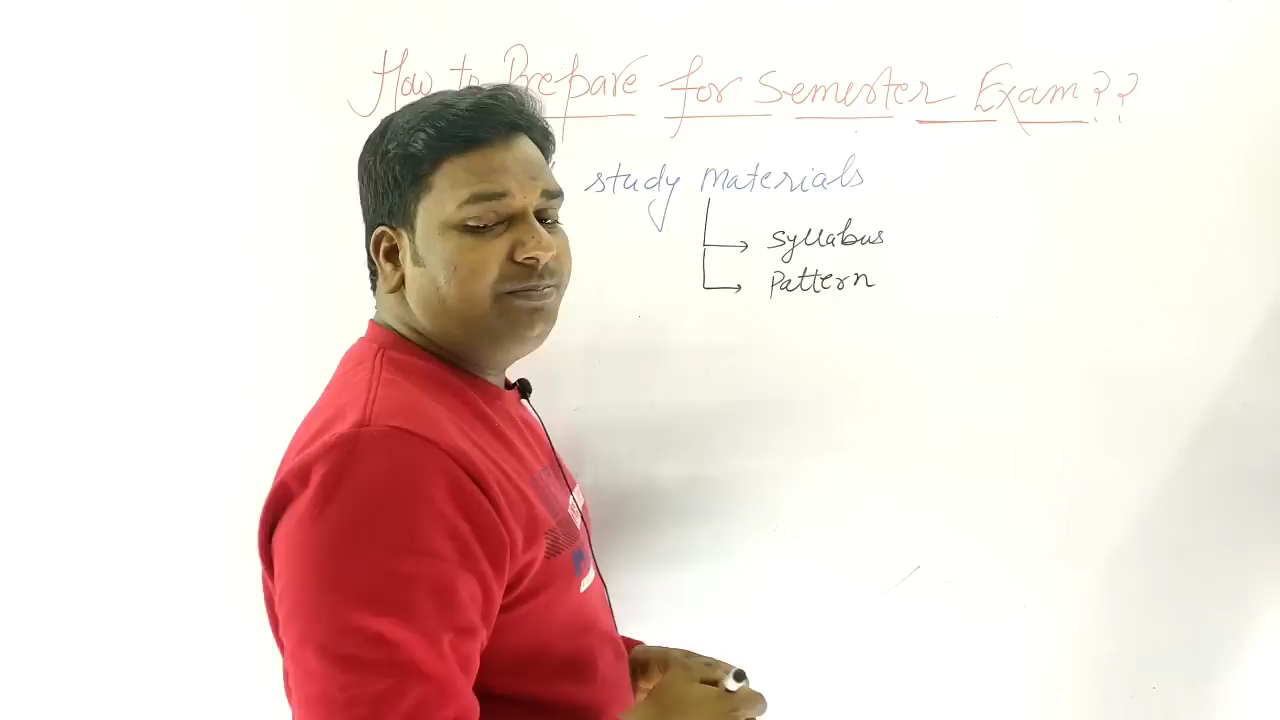 How to Prepare for Semester Exam??
study materials
syllabus
Pattern